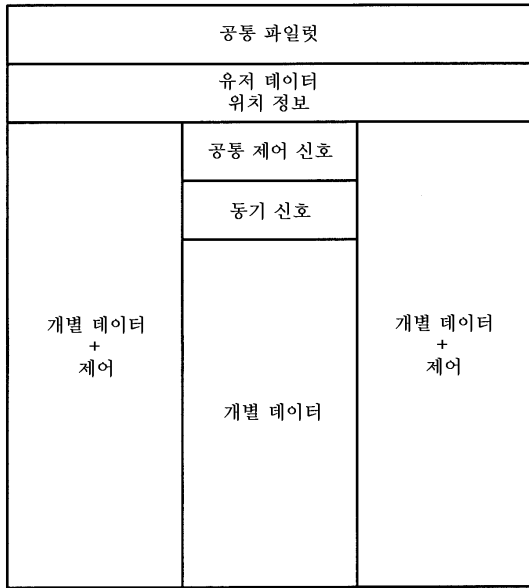 공통 파일럿
유저 데이터
위치 정보
공통 제어 신호
동기 신호
개별 데이터
+
제어
개별 데이터
개별 데이터
+
제어